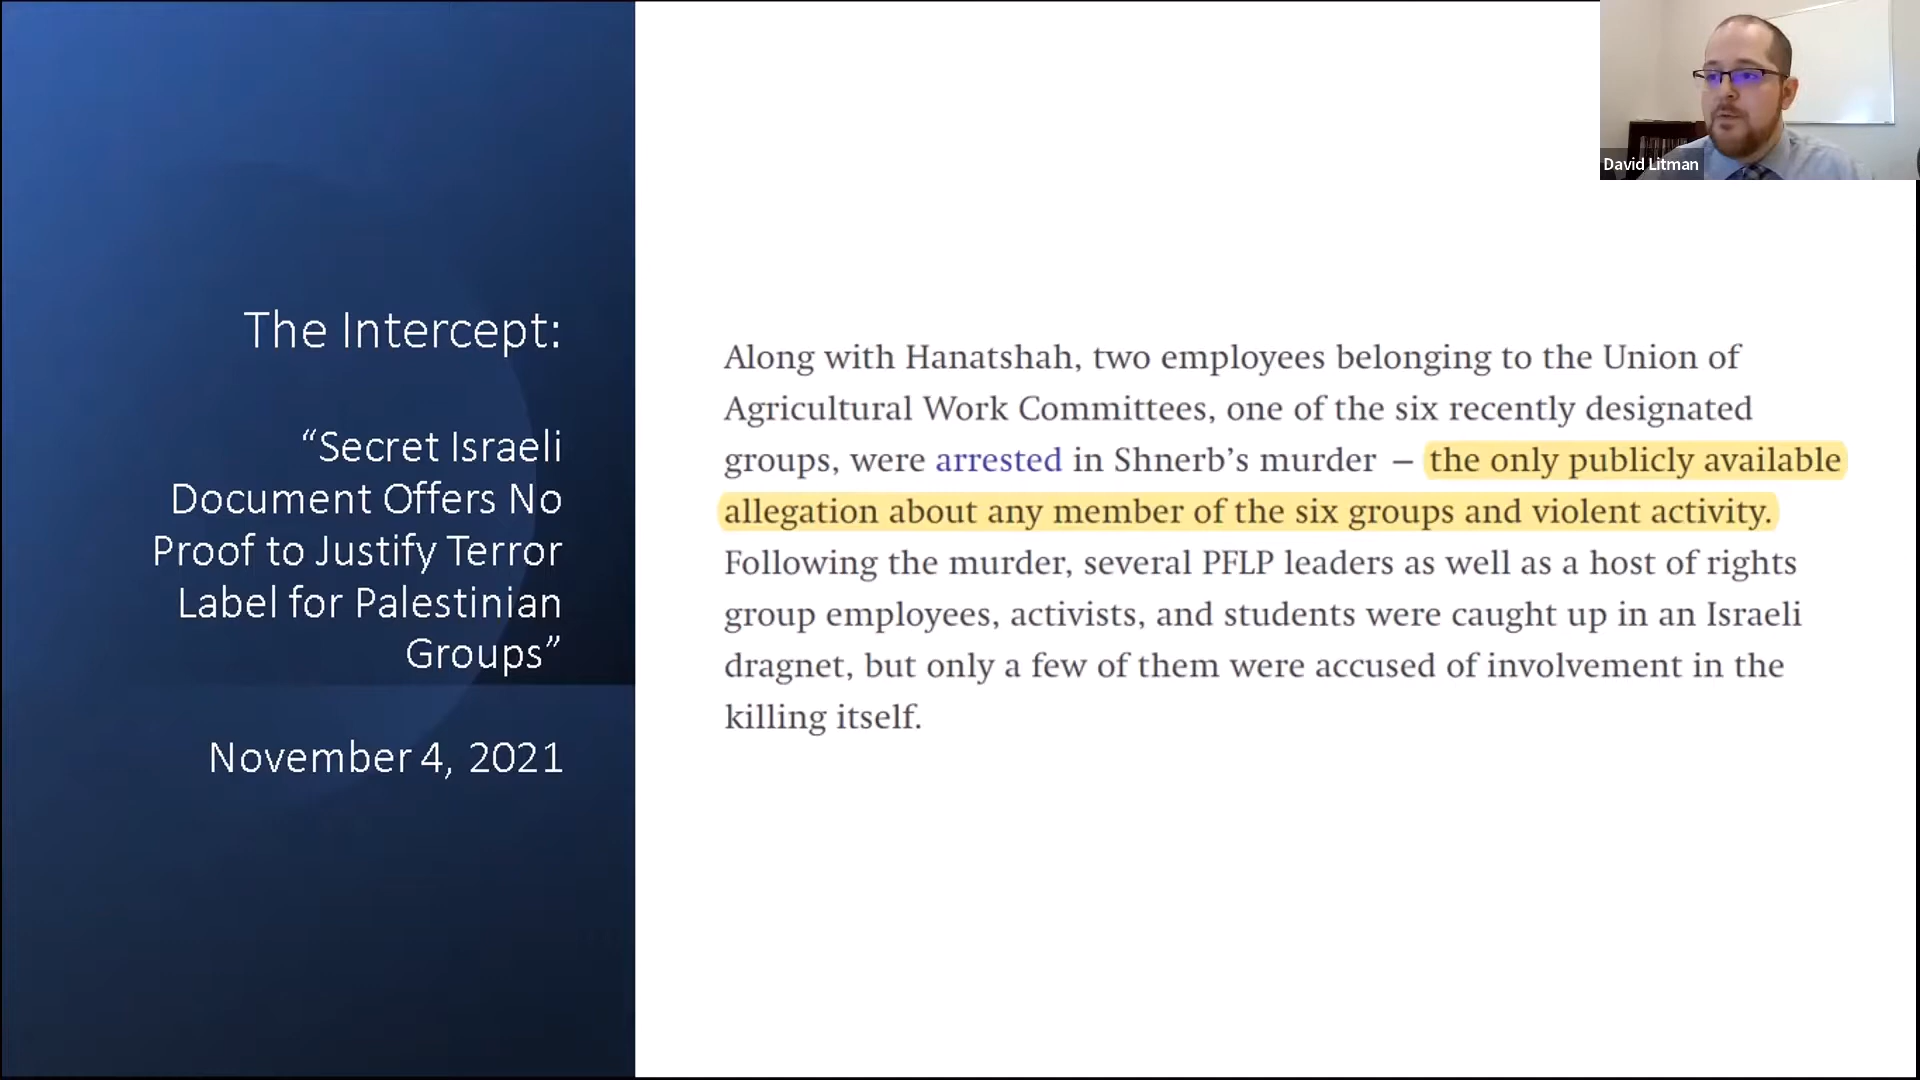 The Intercept:
“Secret Israeli
Document Offers No
Proof to Justify Terror
Label for Palestinian
Groups”
November 4, 2021
Along with Hanatshah, two employees belonging to the Union of
Agricultural Work Committees, one of the six recently designated
groups, were arrested in Shnerb’s murder – the only publicly available
allegation about any member of the six groups and violent activity.
Following the murder, several PFLP leaders as well as a host of rights
group employees, activists, and students were caught up in an Israeli
dragnet, but only a few of them were accused of involvement in the
killing itself.
David Litman